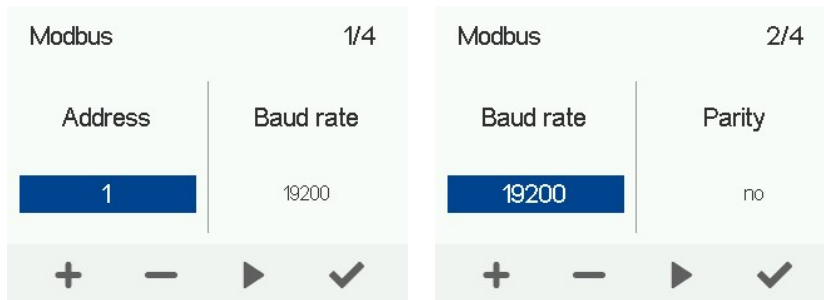 Modbus 1/4
Address Baud rate
1 19200
Modbus 2/4
Baud rate Parity
19200 no